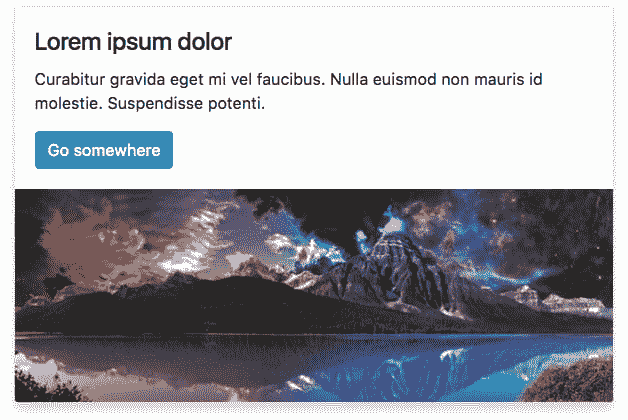 Lorem ipsum dolor
Curabitur gravida eget mi vel faucibus. Nulla euismod non mauris id
molestie. Suspendisse potenti.
Go somewhere